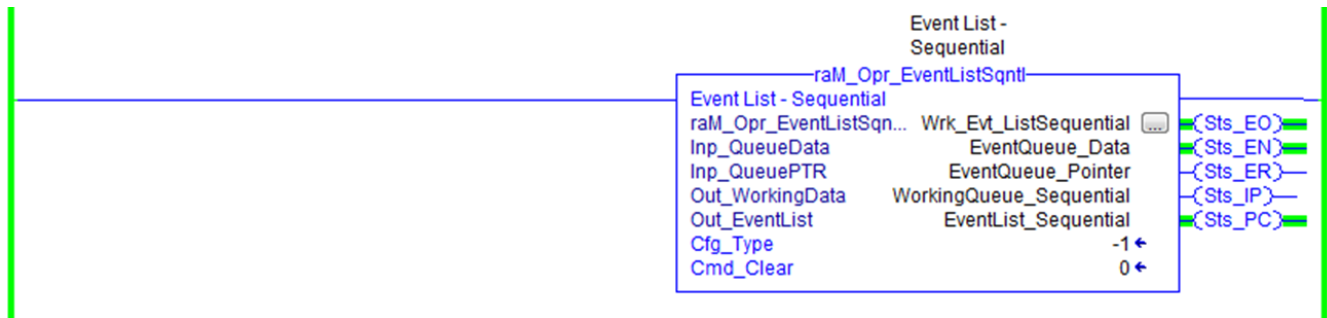 Event List -
Sequential
raM_Opr_EventListSqntl
Event List - Sequential
raM_Opr_EventListSqn... Wrk_Evt_ListSequential ...
(Sts_EO)
Inp_QueueData EventQueue_Data
(Sts_EN)
Inp_QueuePTR EventQueue_Pointer
(Sts_ER)
Out_WorkingData WorkingQueue_Sequential
(Sts_IP)
Out_EventList EventList_Sequential
(Sts_PC)
Cfg_Type -1
Cmd_Clear 0